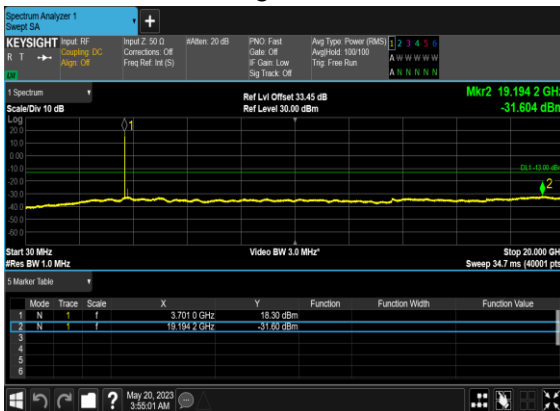 Spectrum Analyzer 1
Swept SA
+
KEYSIGHT Input: RF Input Z: 50 Ω #Atten: 20 dB PNO: Fast Avg Type: Power (RMS) 1 2 3 4 5 6
R T Coupling: DC Corrections: Off Gate: Off Avg|Hold: 100/100 A W W W W W
Align: Off Freq Ref: Int (S) IF Gain: Low Trig: Free Run
Sig Track: Off A N N N N N
1 Spectrum
Ref Lvl Offset 33.45 dB Mkr2 19.194 2 GHz
Scale/Div 10 dB Ref Level 30.00 dBm -31.604 dBm
Log
1
20.0
10.0
0.00
-10.0
DL1 -13.00 dBm
-20.0
2
-30.0
-40.0
-50.0
-60.0
Start 30 MHz Video BW 3.0 MHz* Stop 20.000 GHz
#Res BW 1.0 MHz Sweep 34.7 ms (40001 pts)
5 Marker Table
Mode Trace Scale X Y Function Function Width Function Value
1 N 1 f 3.701 0 GHz 18.30 dBm
2 N 1 f 19.194 2 GHz -31.60 dBm
3
4
5
6
? May 20, 2023
3:55:01 AM